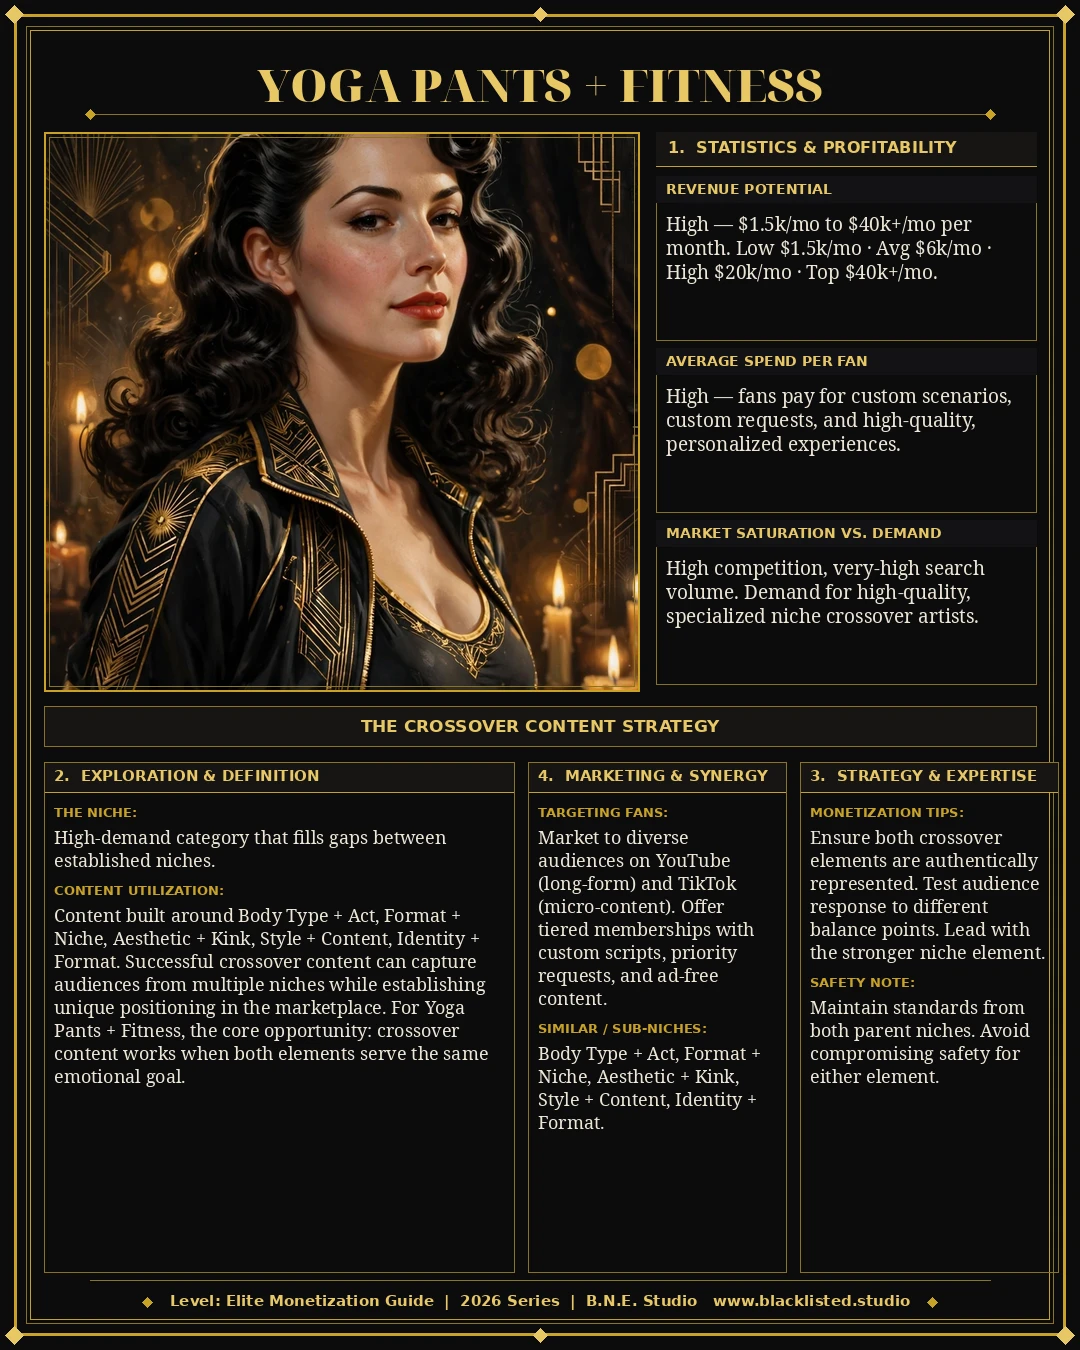 YOGA PANTS + FITNESS
1. STATISTICS & PROFITABILITY
REVENUE POTENTIAL
High — $1.5k/mo to $40k+/mo per
month. Low $1.5k/mo · Avg $6k/mo ·
High $20k/mo · Top $40k+/mo.
AVERAGE SPEND PER FAN
High — fans pay for custom scenarios,
custom requests, and high-quality,
personalized experiences.
MARKET SATURATION VS. DEMAND
High competition, very-high search
volume. Demand for high-quality,
specialized niche crossover artists.
THE CROSSOVER CONTENT STRATEGY
2. EXPLORATION & DEFINITION
THE NICHE:
High-demand category that fills gaps between
established niches.
CONTENT UTILIZATION:
Content built around Body Type + Act, Format +
Niche, Aesthetic + Kink, Style + Content, Identity +
Format. Successful crossover content can capture
audiences from multiple niches while establishing
unique positioning in the marketplace. For Yoga
Pants + Fitness, the core opportunity: crossover
content works when both elements serve the same
emotional goal.
4. MARKETING & SYNERGY
TARGETING FANS:
Market to diverse
audiences on YouTube
(long-form) and TikTok
(micro-content). Offer
tiered memberships with
custom scripts, priority
requests, and ad-free
content.
SIMILAR / SUB-NICHES:
Body Type + Act, Format +
Niche, Aesthetic + Kink,
Style + Content, Identity +
Format.
3. STRATEGY & EXPERTISE
MONETIZATION TIPS:
Ensure both crossover
elements are authentically
represented. Test audience
response to different
balance points. Lead with
the stronger niche element.
SAFETY NOTE:
Maintain standards from
both parent niches. Avoid
compromising safety for
either element.
Level: Elite Monetization Guide | 2026 Series | B.N.E. Studio www.blacklisted.studio